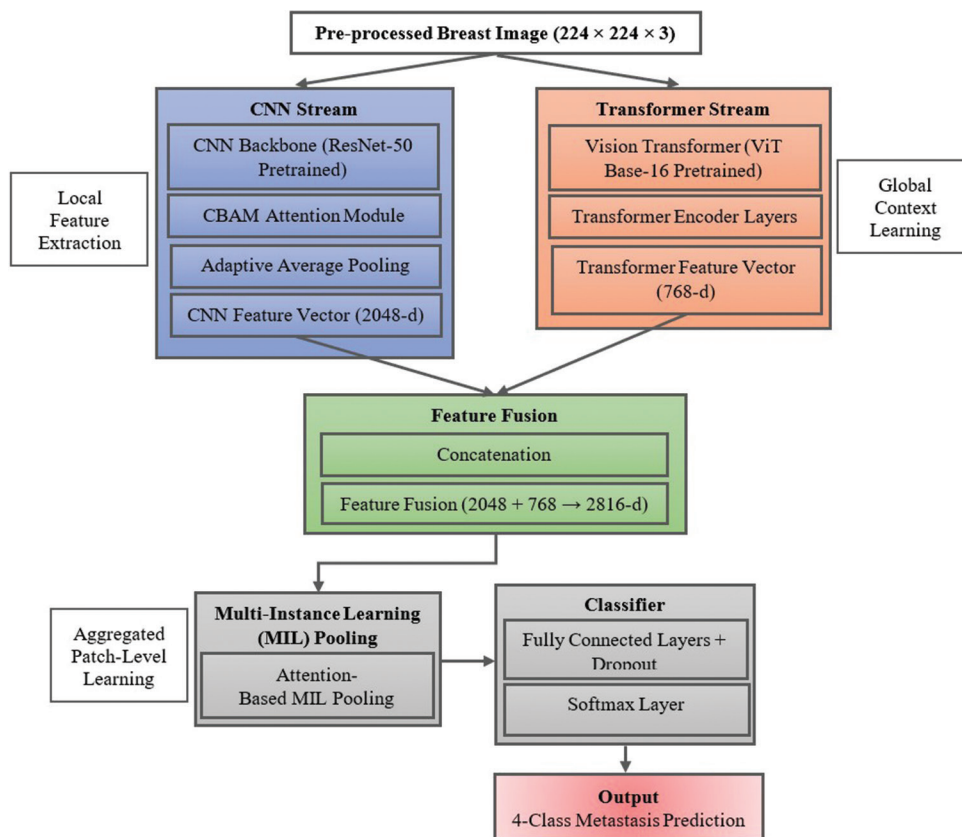 Pre-processed Breast Image (224 × 224 × 3)
CNN Stream
CNN Backbone (ResNet-50
Pretrained)
CBAM Attention Module
Adaptive Average Pooling
CNN Feature Vector (2048-d)
Local
Feature
Extraction
Transformer Stream
Vision Transformer (ViT
Base-16 Pretrained)
Transformer Encoder Layers
Transformer Feature Vector
(768-d)
Global
Context
Learning
Feature Fusion
Concatenation
Feature Fusion (2048 + 768 → 2816-d)
Aggregated
Patch-Level
Learning
Multi-Instance Learning
(MIL) Pooling
Attention-
Based MIL Pooling
Classifier
Fully Connected Layers +
Dropout
Softmax Layer
Output
4-Class Metastasis Prediction